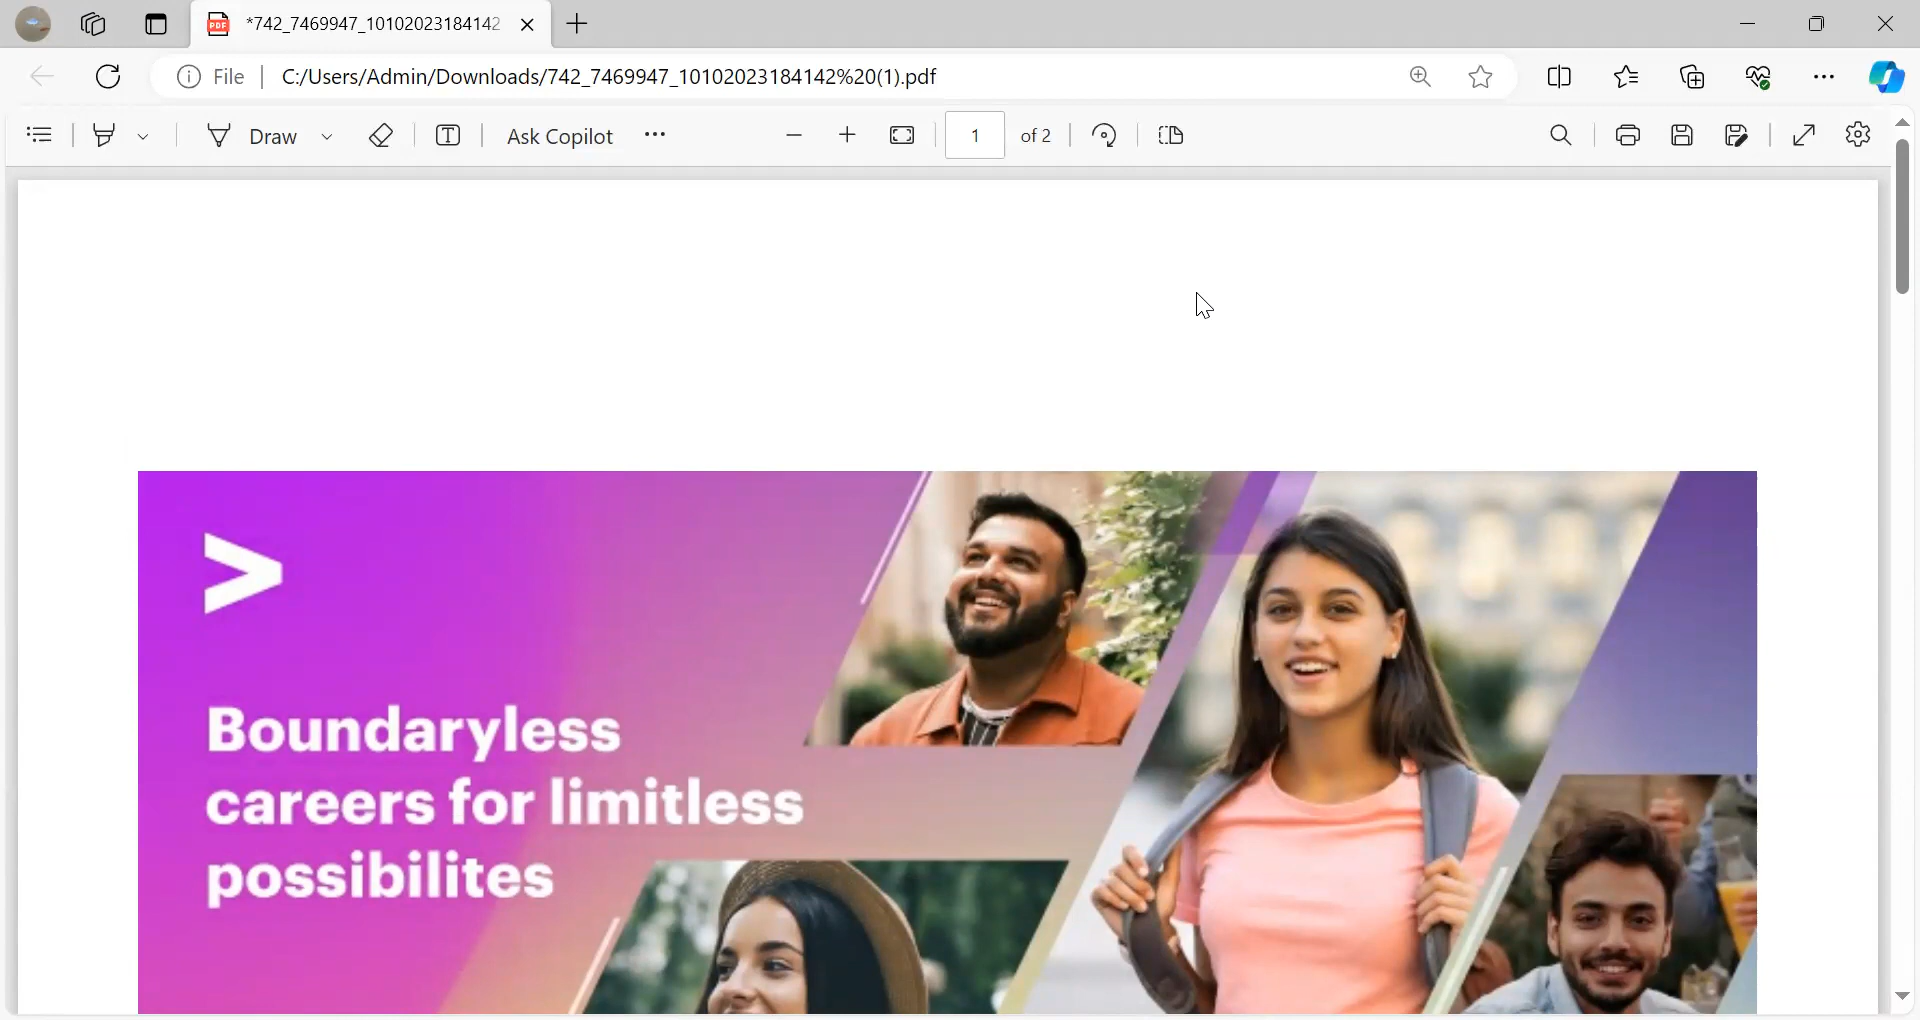 *742_7469947_10102023184142
File
C:/Users/Admin/Downloads/742_7469947_10102023184142%20(1).pdf
Draw
Ask Copilot
1
of 2
Boundaryless
careers for limitless
possibilites